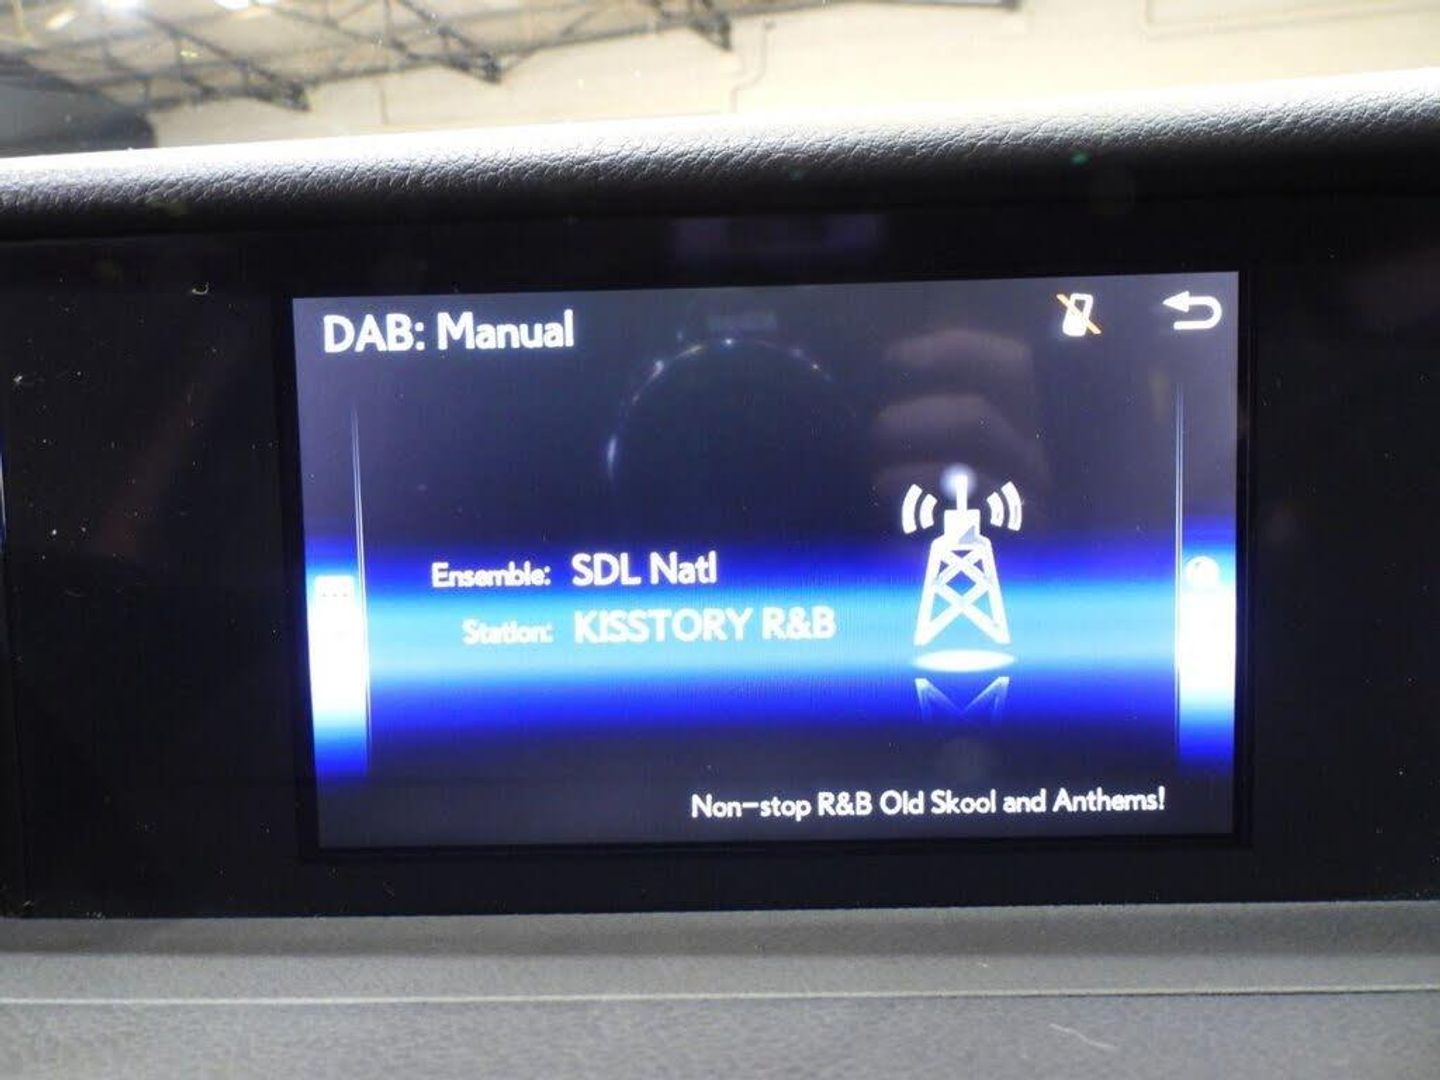 DAB: Manual
Ensemble: SDL Natl
Station: KISSTORY R&B
Non-stop R&B Old Skool and Anthems!